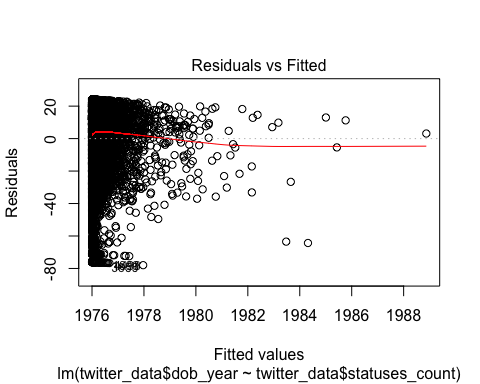 Residuals vs Fitted
Residuals
20
0
-40
-80
1976
1978
1980
1982
1984
1986
1988
Fitted values
lm(twitter_data$dob_year ~ twitter_data$statuses_count)